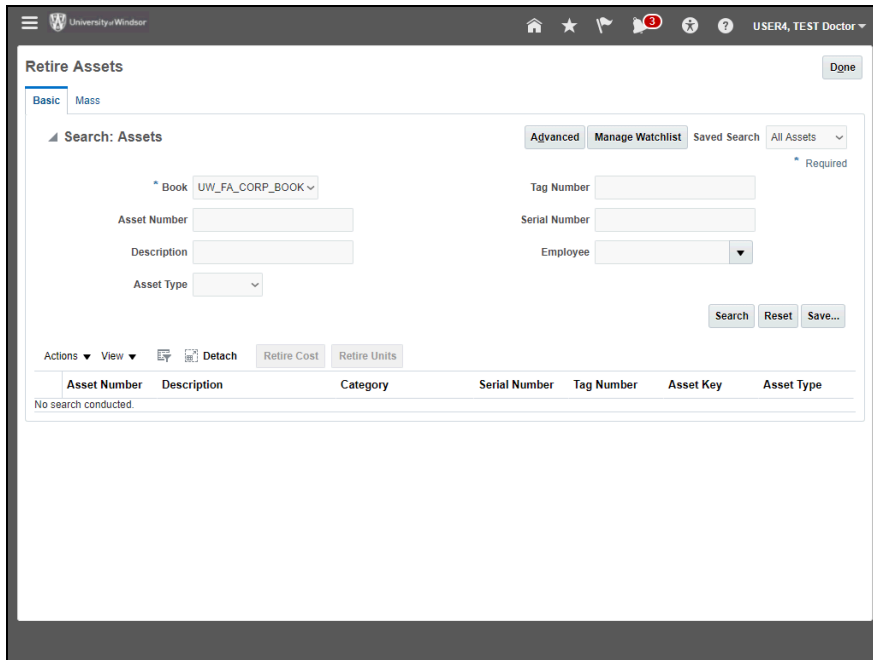 University of Windsor 3 ? USER4, TEST Doctor
Retire Assets Done
Basic Mass
Search: Assets Advanced Manage Watchlist Saved Search All Assets
* Required
* Book UW_FA_CORP_BOOK Tag Number
Asset Number Serial Number
Description Employee
Asset Type
Search Reset Save...
Actions View Detach Retire Cost Retire Units
Asset Number Description Category Serial Number Tag Number Asset Key Asset Type
No search conducted.